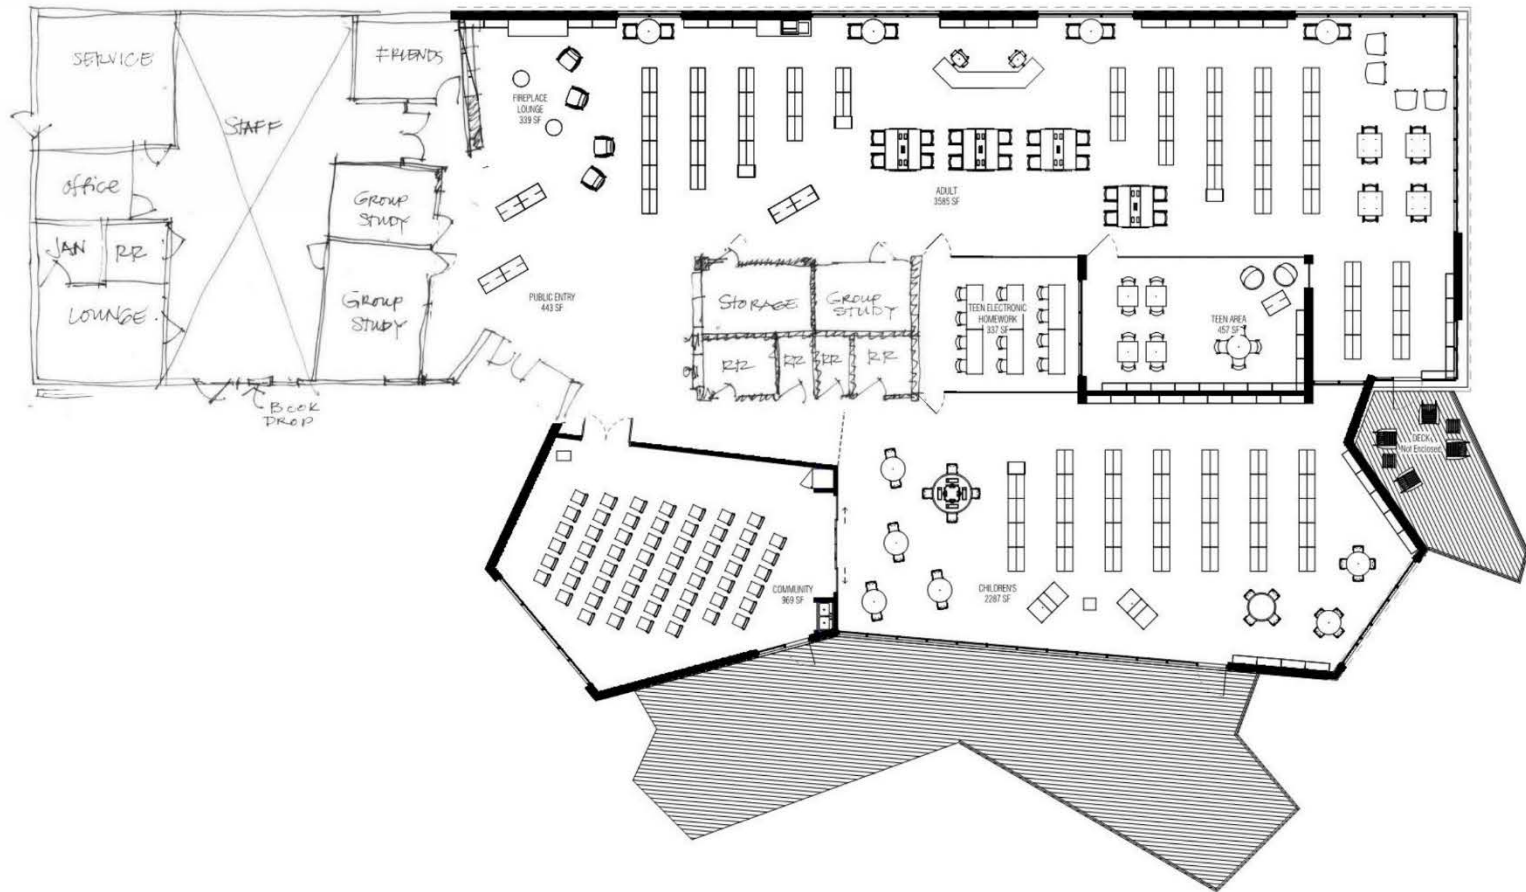 SERVICE
STAFF
FRIENDS
OFFICE
JAN
RR
LOUNGE
GROUP
STUDY
GROUP
STUDY
BOOK
DROP
FIREPLACE
LOUNGE
339 SF
PUBLIC ENTRY
443 SF
ADULT
3585 SF
STORAGE
GROUP
STUDY
RR
RR
RR
RR
TEEN ELECTRONIC
HOMEWORK
337 SF
TEEN AREA
457 SF
DECK
Not Enclosed
COMMUNITY
969 SF
CHILDREN'S
2287 SF